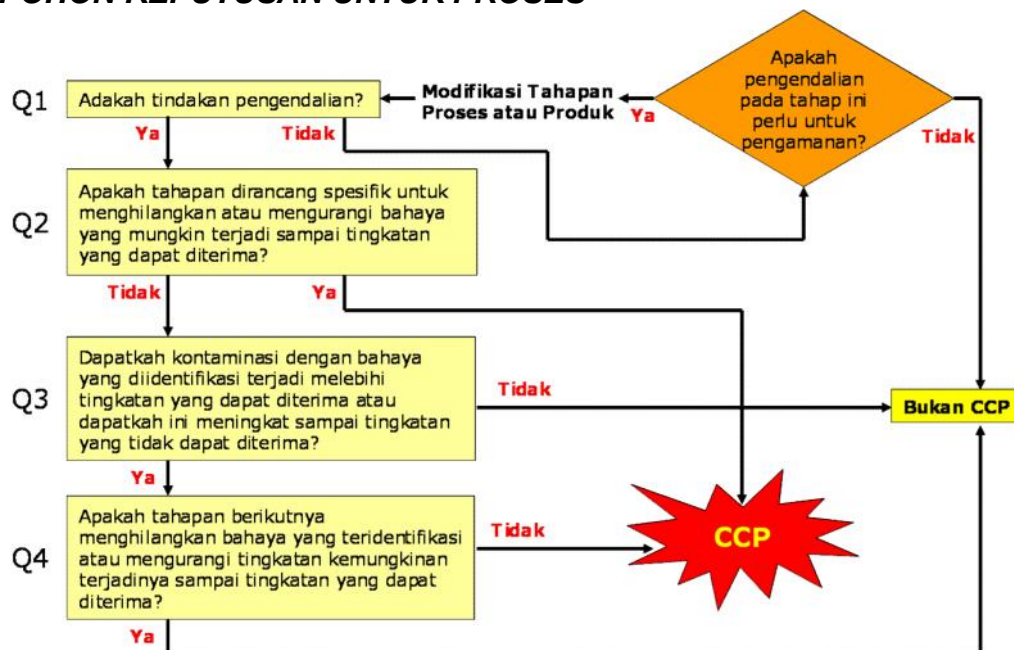 POHON KEPUTUSAN UNTUK PROSES
Q1
Adakah tindakan pengendalian?
Ya
Tidak
Modifikasi Tahapan
Proses atau Produk
Ya
Apakah
pengendalian
pada tahap ini
perlu untuk
pengamanan?
Tidak
Q2
Apakah tahapan dirancang spesifik untuk
menghilangkan atau mengurangi bahaya
yang mungkin terjadi sampai tingkatan
yang dapat diterima?
Tidak
Ya
Q3
Dapatkah kontaminasi dengan bahaya
yang diidentifikasi terjadi melebihi
tingkatan yang dapat diterima atau
dapatkah ini meningkat sampai tingkatan
yang tidak dapat diterima?
Tidak
Bukan CCP
Ya
Q4
Apakah tahapan berikutnya
menghilangkan bahaya yang teridentifikasi
atau mengurangi tingkatan kemungkinan
terjadinya sampai tingkatan yang dapat
diterima?
Tidak
CCP
Ya